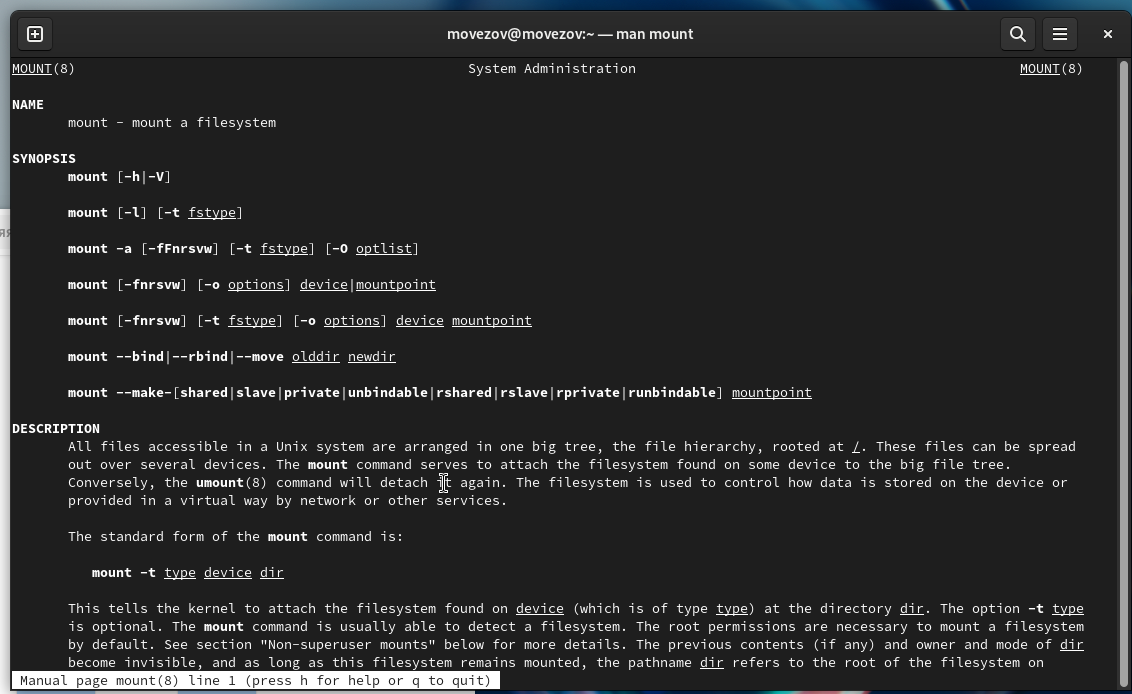 movezov@movezov:~ — man mount
MOUNT(8) System Administration MOUNT(8)
NAME
mount - mount a filesystem
SYNOPSIS
mount [-h|-V]
mount [-l] [-t fstype]
mount -a [-fFnrsvw] [-t fstype] [-O optlist]
mount [-fnrsvw] [-o options] device|mountpoint
mount [-fnrsvw] [-t fstype] [-o options] device mountpoint
mount --bind|--rbind|--move olddir newdir
mount --make-[shared|slave|private|unbindable|rshared|rslave|rprivate|runbindable] mountpoint
DESCRIPTION
All files accessible in a Unix system are arranged in one big tree, the file hierarchy, rooted at /. These files can be spread
out over several devices. The mount command serves to attach the filesystem found on some device to the big file tree.
Conversely, the umount(8) command will detach it again. The filesystem is used to control how data is stored on the device or
provided in a virtual way by network or other services.
The standard form of the mount command is:
mount -t type device dir
This tells the kernel to attach the filesystem found on device (which is of type type) at the directory dir. The option -t type
is optional. The mount command is usually able to detect a filesystem. The root permissions are necessary to mount a filesystem
by default. See section "Non-superuser mounts" below for more details. The previous contents (if any) and owner and mode of dir
become invisible, and as long as this filesystem remains mounted, the pathname dir refers to the root of the filesystem on
Manual page mount(8) line 1 (press h for help or q to quit)